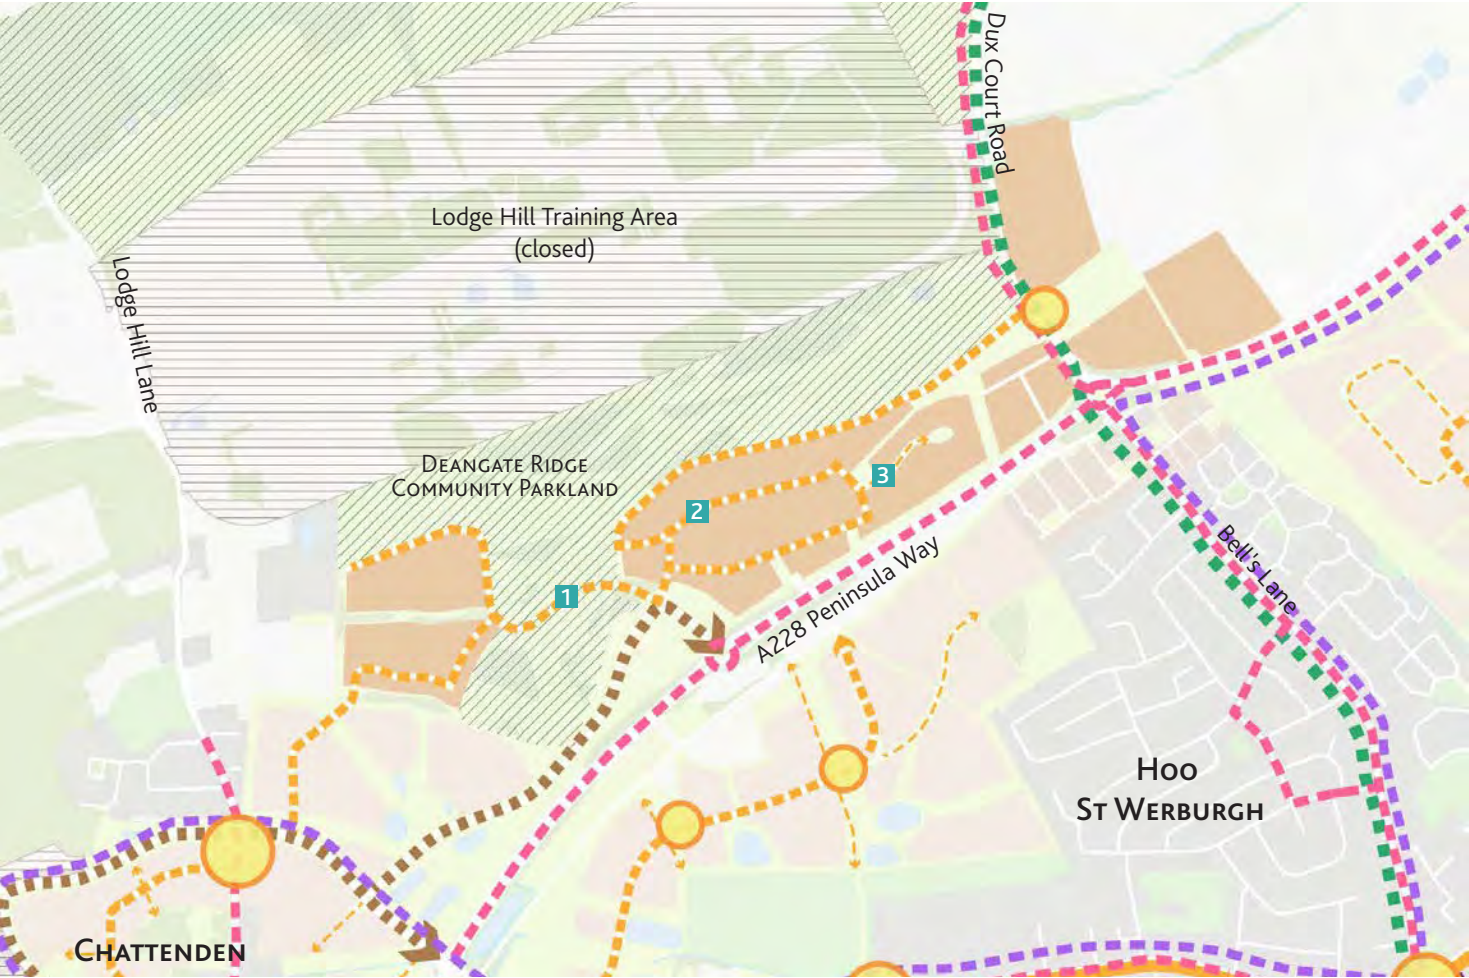 Dux Court Road
Lodge Hill Training Area
(closed)
Lodge Hill Lane
DEANGATE RIDGE
COMMUNITY PARKLAND
3
2
1
A228 Peninsula Way
Bell's Lane
HOO
ST WERBURGH
CHATTENDEN